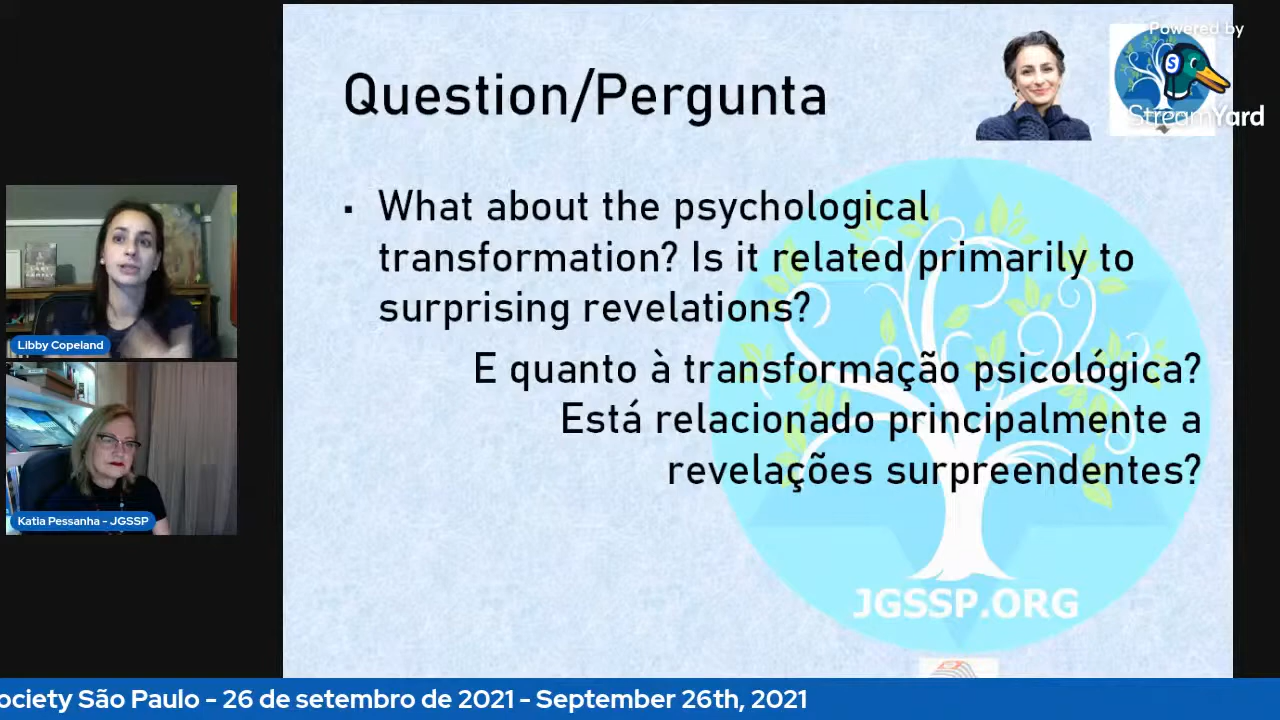 Powered by
StreamYard
Question/Pergunta
What about the psychological
transformation? Is it related primarily to
surprising revelations?
E quanto à transformação psicológica?
Está relacionado principalmente a
revelações surpreendentes?
JGSSP.ORG
Libby Copeland
Katia Pessanha - JGSSP
ociety São Paulo - 26 de setembro de 2021 - September 26th, 2021